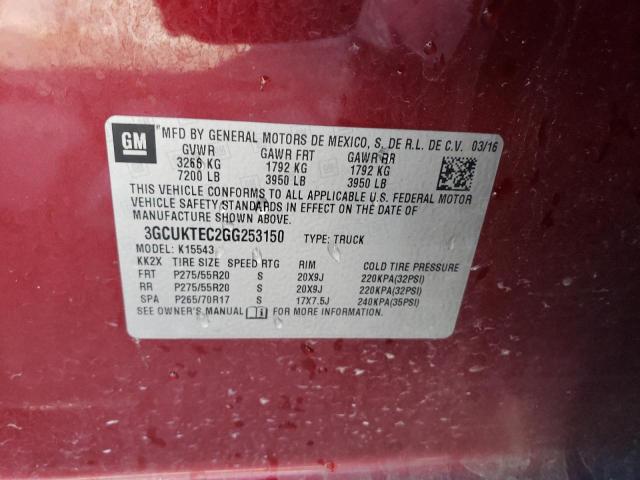 GM
MFD BY GENERAL MOTORS DE MEXICO, S. DE R.L. DE C.V. 03/16
GVWR GAWR FRT GAWR RR
3266 KG 1792 KG 1792 KG
7200 LB 3950 LB 3950 LB
THIS VEHICLE CONFORMS TO ALL APPLICABLE U.S. FEDERAL MOTOR
VEHICLE SAFETY STANDARDS IN EFFECT ON THE DATE OF
MANUFACTURE SHOWN ABOVE.
3GCUKTEC2GG253150 TYPE: TRUCK
MODEL: K15543
KK2X TIRE SIZE SPEED RTG RIM COLD TIRE PRESSURE
FRT P275/55R20 S 20X9J 220KPA(32PSI)
RR P275/55R20 S 20X9J 220KPA(32PSI)
SPA P265/70R17 S 17X7.5J 240KPA(35PSI)
SEE OWNER'S MANUAL FOR MORE INFORMATION.